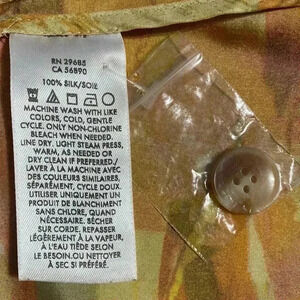 RN 29685
CA 56890
100% SILK/SOIE
MACHINE WASH WITH LIKE
COLORS, COLD, GENTLE
CYCLE. ONLY NON-CHLORINE
BLEACH WHEN NEEDED.
LINE DRY. LIGHT STEAM PRESS,
WARM, AS NEEDED OR
DRY CLEAN IF PREFERRED./
LAVER À LA MACHINE AVEC
DES COULEURS SIMILAIRES,
SÉPARÉMENT, CYCLE DOUX.
UTILISER UNIQUEMENT UN
PRODUIT DE BLANCHIMENT
SANS CHLORE, QUAND
NÉCESSAIRE. SÉCHER
SUR CORDE. REPASSER
LÉGÈREMENT À LA VAPEUR,
À L'EAU TIÈDE SELON
LE BESOIN.OU NETTOYER
À SEC SI PRÉFÉRÉ.